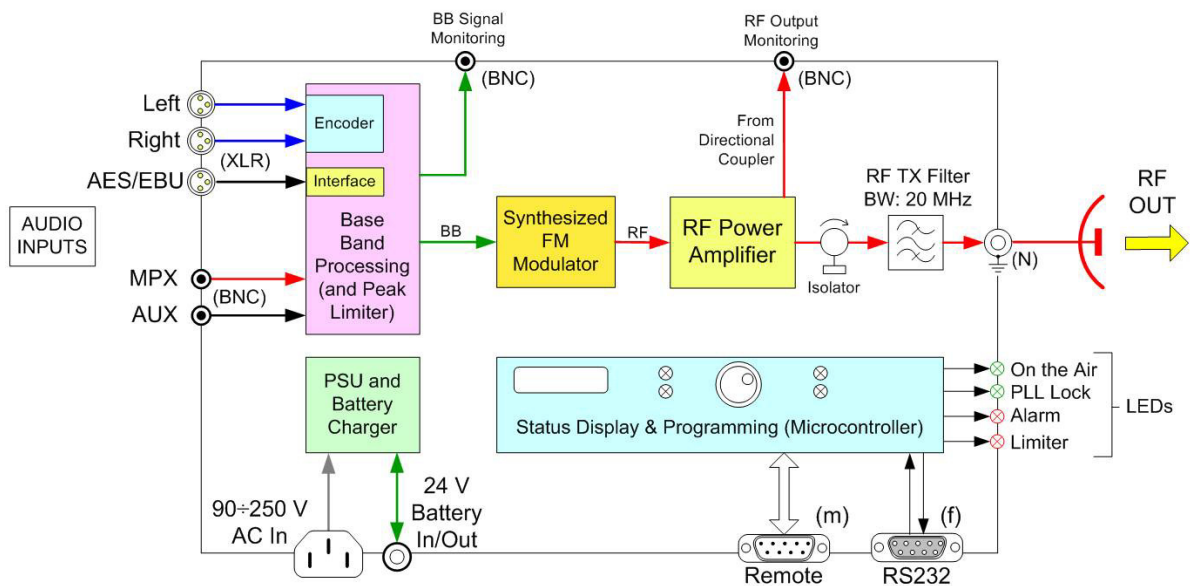 BB Signal
Monitoring
(BNC)
RF Output
Monitoring
(BNC)
Left
Right
(XLR)
AES/EBU
AUDIO
INPUTS
MPX
(BNC)
AUX
Encoder
Interface
Base
Band
Processing
(and Peak
Limiter)
BB
Synthesized
FM
Modulator
RF
RF Power
Amplifier
From
Directional
Coupler
Isolator
RF TX Filter
BW: 20 MHz
(N)
RF
OUT
PSU and
Battery
Charger
90÷250 V
AC In
24 V
Battery
In/Out
Status Display & Programming (Microcontroller)
On the Air
PLL Lock
Alarm
Limiter
LEDs
(m)
Remote
(f)
RS232